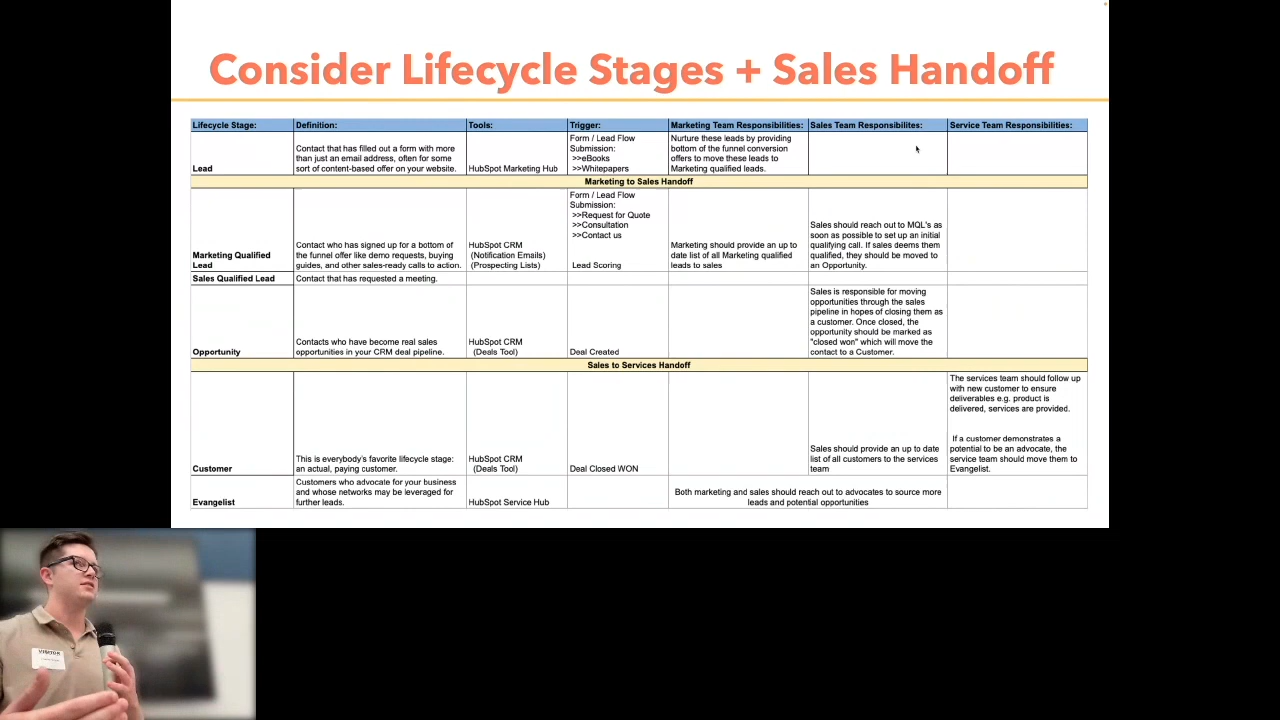 Consider Lifecycle Stages + Sales Handoff
Lifecycle Stage:
Definition:
Tools:
Trigger:
Marketing Team Responsibilities:
Sales Team Responsibilites:
Service Team Responsibilities:
Lead
Contact that has filled out a form with more
than just an email address, often for some
sort of content-based offer on your website.
HubSpot Marketing Hub
Form / Lead Flow
Submission:
>>eBooks
>>Whitepapers
Nurture these leads by providing
bottom of the funnel conversion
offers to move these leads to
Marketing qualified leads.
Marketing to Sales Handoff
Marketing Qualified
Lead
Contact who has signed up for a bottom of
the funnel offer like demo requests, buying
guides, and other sales-ready calls to action.
HubSpot CRM
(Notification Emails)
(Prospecting Lists)
Form / Lead Flow
Submission:
>>Request for Quote
>>Consultation
>>Contact us
Lead Scoring
Marketing should provide an up to
date list of all Marketing qualified
leads to sales
Sales should reach out to MQL's as
soon as possible to set up an initial
qualifying call. If sales deems them
qualified, they should be moved to
an Opportunity.
Sales Qualified Lead
Contact that has requested a meeting.
Opportunity
Contacts who have become real sales
opportunities in your CRM deal pipeline.
HubSpot CRM
(Deals Tool)
Deal Created
Sales is responsible for moving
opportunities through the sales
pipeline in hopes of closing them as
a customer. Once closed, the
opportunity should be marked as
"closed won" which will move the
contact to a Customer.
Sales to Services Handoff
Customer
This is everybody's favorite lifecycle stage:
an actual, paying customer.
HubSpot CRM
(Deals Tool)
Deal Closed WON
Sales should provide an up to date
list of all customers to the services
team
The services team should follow up
with new customer to ensure
deliverables e.g. product is
delivered, services are provided.
If a customer demonstrates a
potential to be an advocate, the
service team should move them to
Evangelist.
Evangelist
Customers who advocate for your business
and whose networks may be leveraged for
further leads.
HubSpot Service Hub
Both marketing and sales should reach out to advocates to source more
leads and potential opportunities
VISITOR